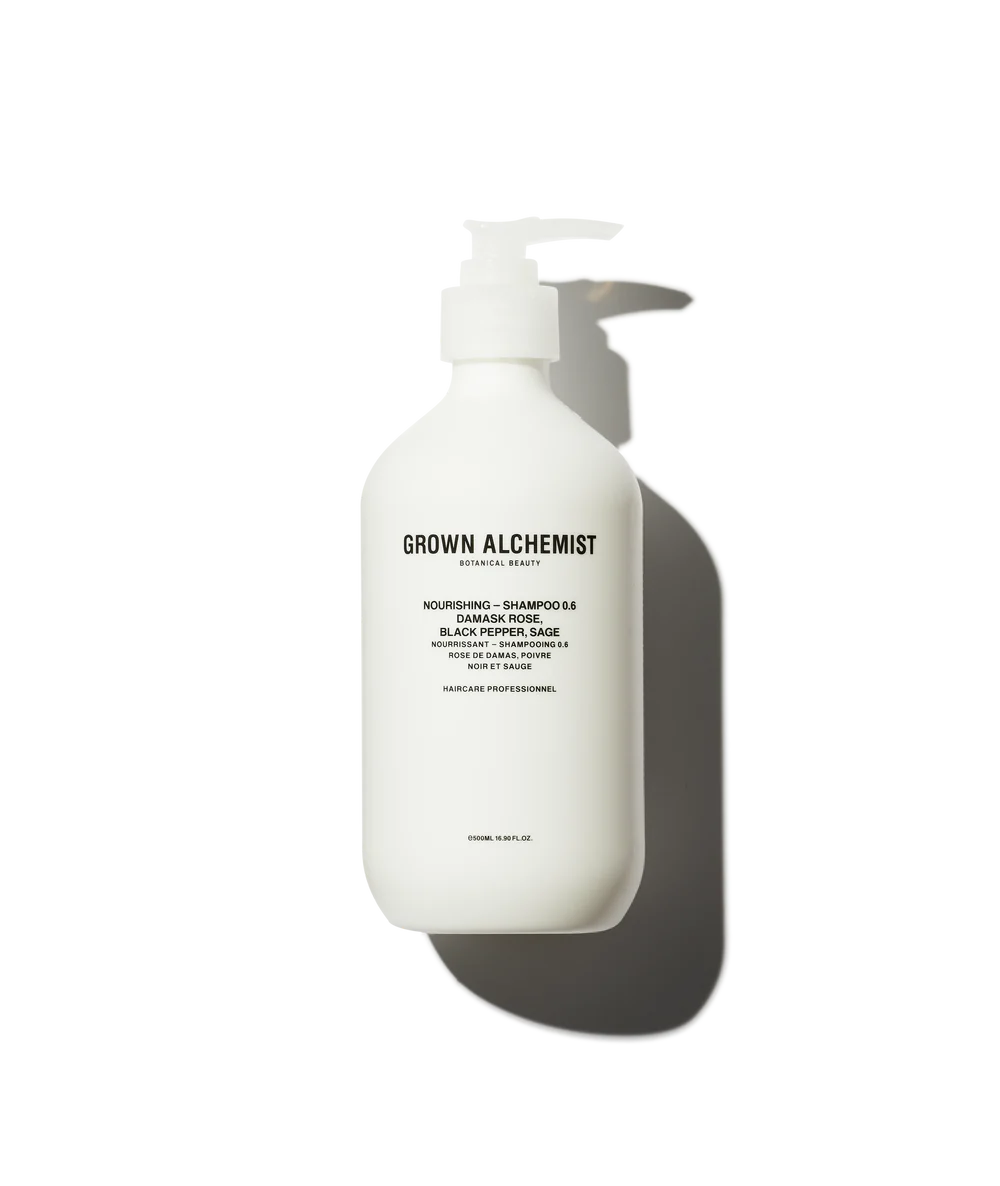 GROWN ALCHEMIST
BOTANICAL BEAUTY
NOURISHING – SHAMPOO 0.6
DAMASK ROSE,
BLACK PEPPER, SAGE
NOURRISSANT – SHAMPOOING 0.6
ROSE DE DAMAS, POIVRE
NOIR ET SAUGE
HAIRCARE PROFESSIONNEL
℮500ML 16.90 FL.OZ.